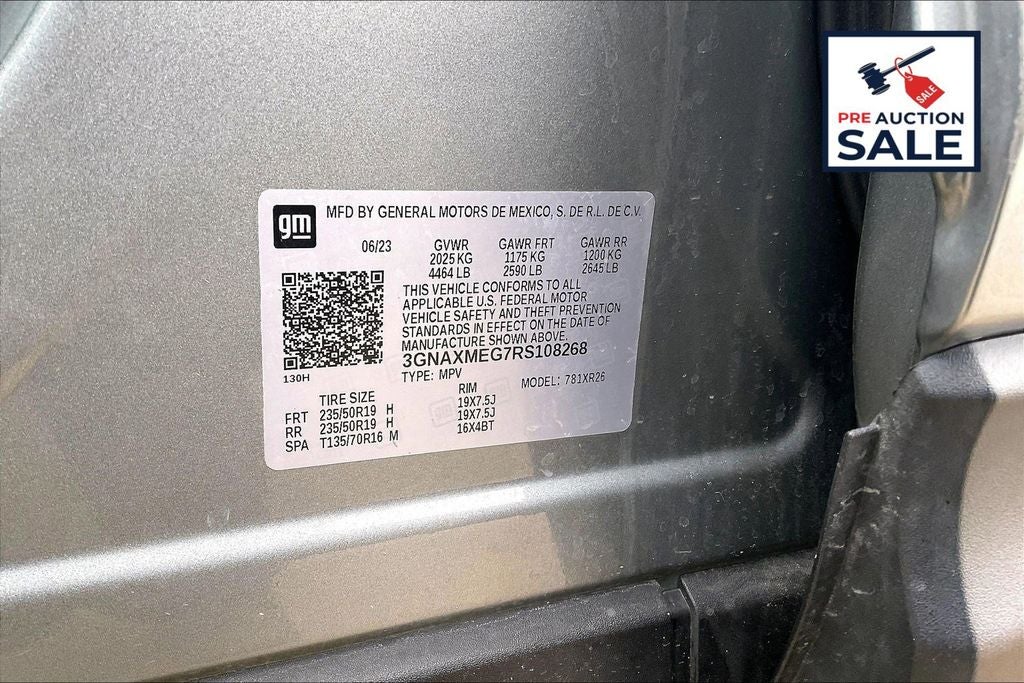 SALE
PRE AUCTION
SALE
gm MFD BY GENERAL MOTORS DE MEXICO, S. DE R.L. DE C.V.
06/23 GVWR GAWR FRT GAWR RR
2025 KG 1175 KG 1200 KG
4464 LB 2590 LB 2645 LB
THIS VEHICLE CONFORMS TO ALL
APPLICABLE U.S. FEDERAL MOTOR
VEHICLE SAFETY AND THEFT PREVENTION
STANDARDS IN EFFECT ON THE DATE OF
MANUFACTURE SHOWN ABOVE.
3GNAXMEG7RS108268
130H TYPE: MPV MODEL: 781XR26
TIRE SIZE RIM
FRT 235/50R19 H 19X7.5J
RR 235/50R19 H 19X7.5J
SPA T135/70R16 M 16X4BT